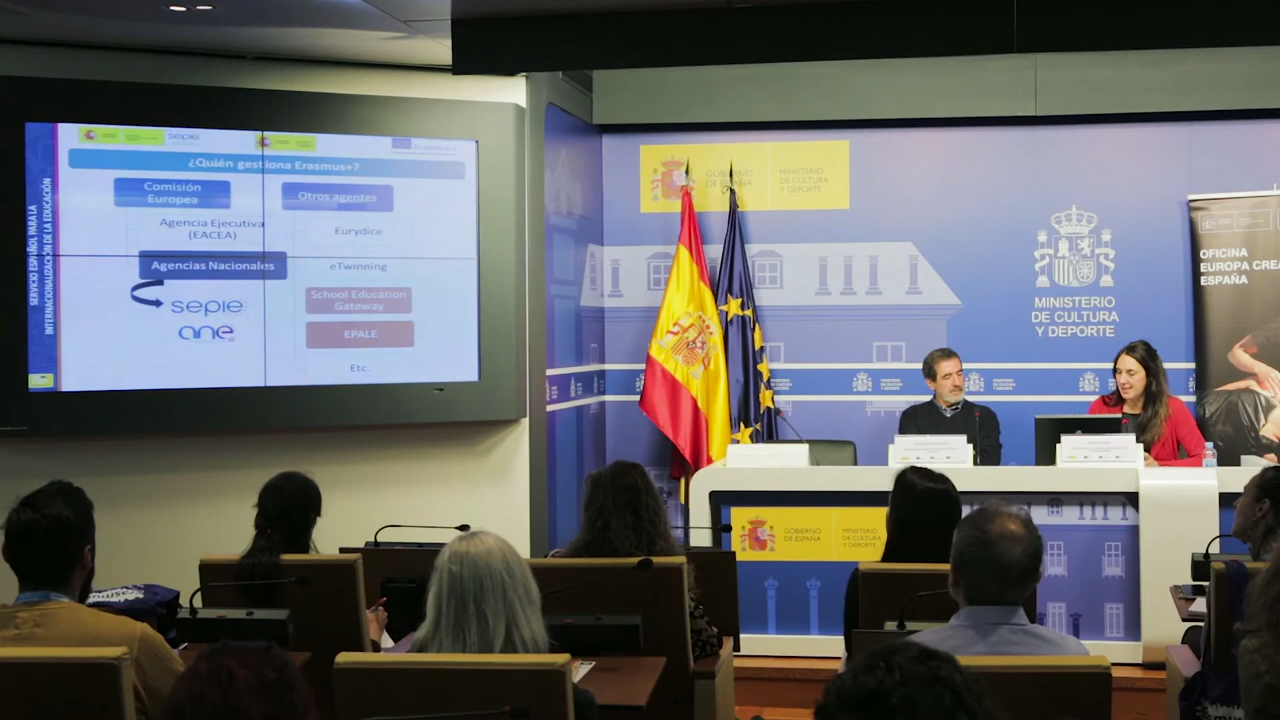 SERVICIO ESPAÑOL PARA LA
INTERNACIONALIZACIÓN DE LA EDUCACIÓN
sepie
Erasmus+
¿Quién gestiona Erasmus+?
Comisión
Europea
Agencia Ejecutiva
(EACEA)
Agencias Nacionales
sepie
ane
Otros agentes
Eurydice
eTwinning
School Education
Gateway
EPALE
Etc.
GOBIERNO
DE ESPAÑA
MINISTERIO
DE CULTURA
Y DEPORTE
MINISTERIO
DE CULTURA
Y DEPORTE
OFICINA
EUROPA CREA
ESPAÑA
GOBIERNO
DE ESPAÑA
MINISTERIO
DE CULTURA
Y DEPORTE